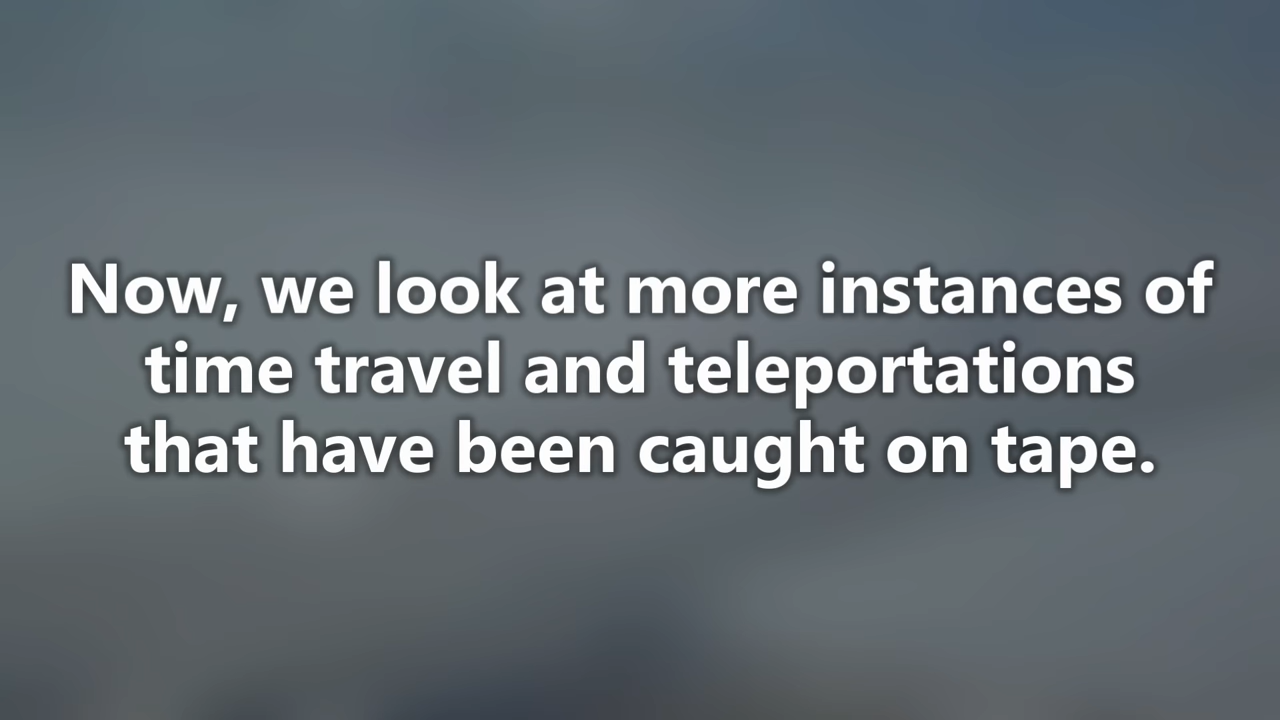 Now, we look at more instances of
time travel and teleportations
that have been caught on tape.